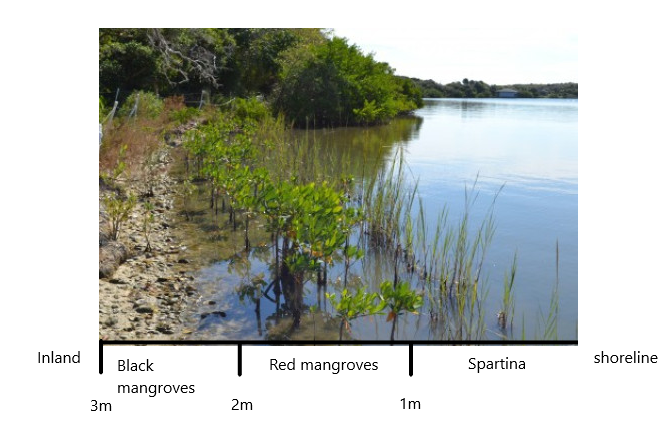 Inland
Black
mangroves
Red mangroves
Spartina
shoreline
3m
2m
1m